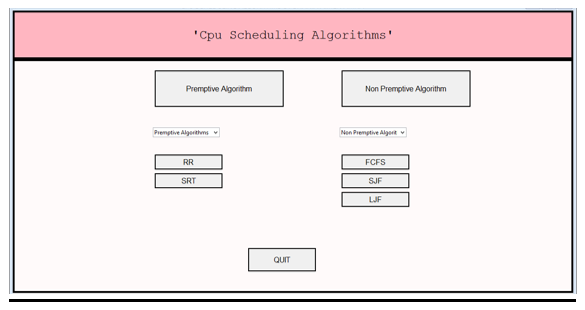 'Cpu Scheduling Algorithms'
Premptive Algorithm
Non Premptive Algorithm
Premptive Algorithms
Non Premptive Algorit
RR
FCFS
SRT
SJF
LJF
QUIT